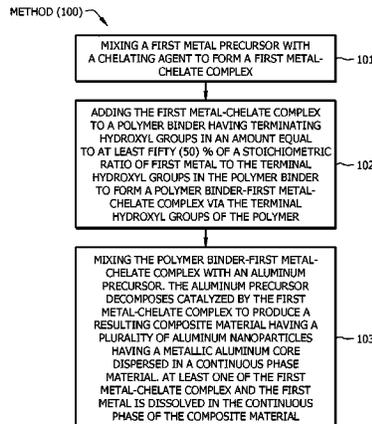 METHOD (100)
MIXING A FIRST METAL PRECURSOR WITH
A CHELATING AGENT TO FORM A FIRST METAL-
CHELATE COMPLEX
101
ADDING THE FIRST METAL-CHELATE COMPLEX
TO A POLYMER BINDER HAVING TERMINATING
HYDROXYL GROUPS IN AN AMOUNT EQUAL
TO AT LEAST FIFTY (50) % OF A STOICHIOMETRIC
RATIO OF FIRST METAL TO THE TERMINAL
HYDROXYL GROUPS IN THE POLYMER BINDER
TO FORM A POLYMER BINDER-FIRST METAL-
CHELATE COMPLEX VIA THE TERMINAL
HYDROXYL GROUPS OF THE POLYMER
102
MIXING THE POLYMER BINDER-FIRST METAL-
CHELATE COMPLEX WITH AN ALUMINUM
PRECURSOR. THE ALUMINUM PRECURSOR
DECOMPOSES CATALYZED BY THE FIRST
METAL-CHELATE COMPLEX TO PRODUCE A
RESULTING COMPOSITE MATERIAL HAVING A
PLURALITY OF ALUMINUM NANOPARTICLES
HAVING A METALLIC ALUMINUM CORE
DISPERSED IN A CONTINUOUS PHASE
MATERIAL. AT LEAST ONE OF THE FIRST
METAL-CHELATE COMPLEX AND THE FIRST
METAL IS DISSOLVED IN THE CONTINUOUS
PHASE OF THE COMPOSITE MATERIAL
103